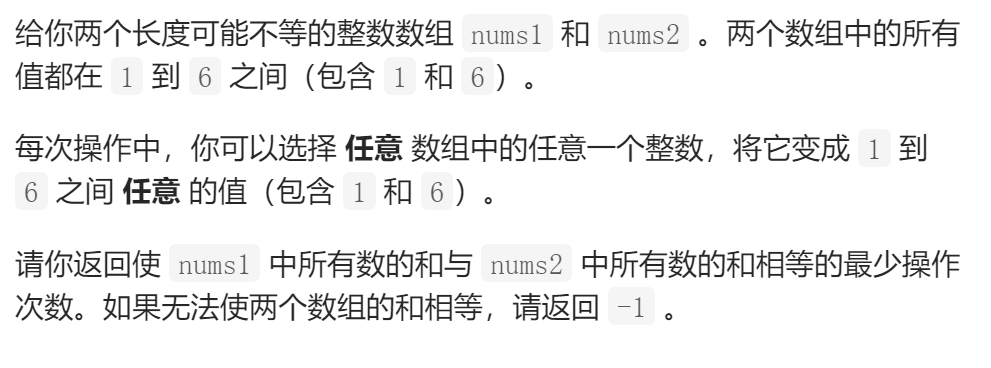 给你两个长度可能不等的整数数组 nums1 和 nums2 。两个数组中的所有
值都在 1 到 6 之间（包含 1 和 6）。
每次操作中，你可以选择 任意 数组中的任意一个整数，将它变成 1 到
6 之间 任意 的值（包含 1 和 6）。
请你返回使 nums1 中所有数的和与 nums2 中所有数的和相等的最少操作
次数。如果无法使两个数组的和相等，请返回 -1 。